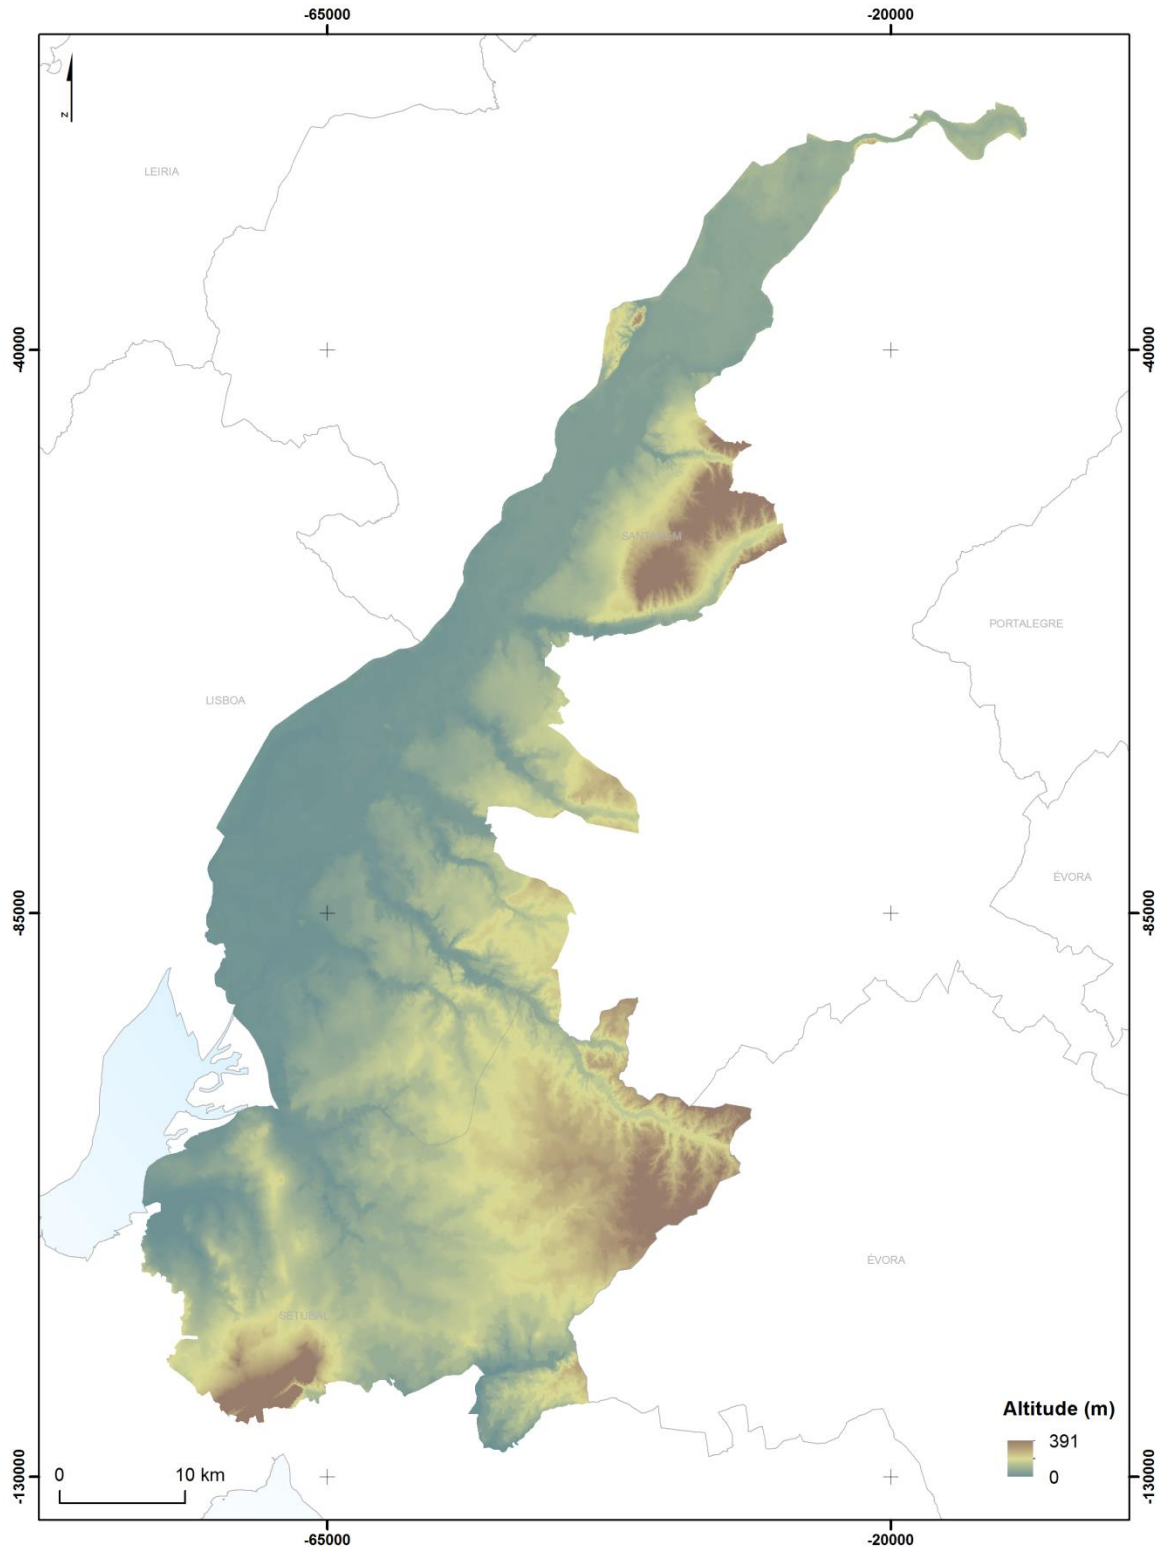 -65000 -20000
N
LEIRIA
-40000 -40000
SANTARÉM
PORTALEGRE
LISBOA
ÉVORA
-85000 -85000
ÉVORA
SETÚBAL
Altitude (m)
391
0
0 10 km
-130000 -130000
-65000 -20000